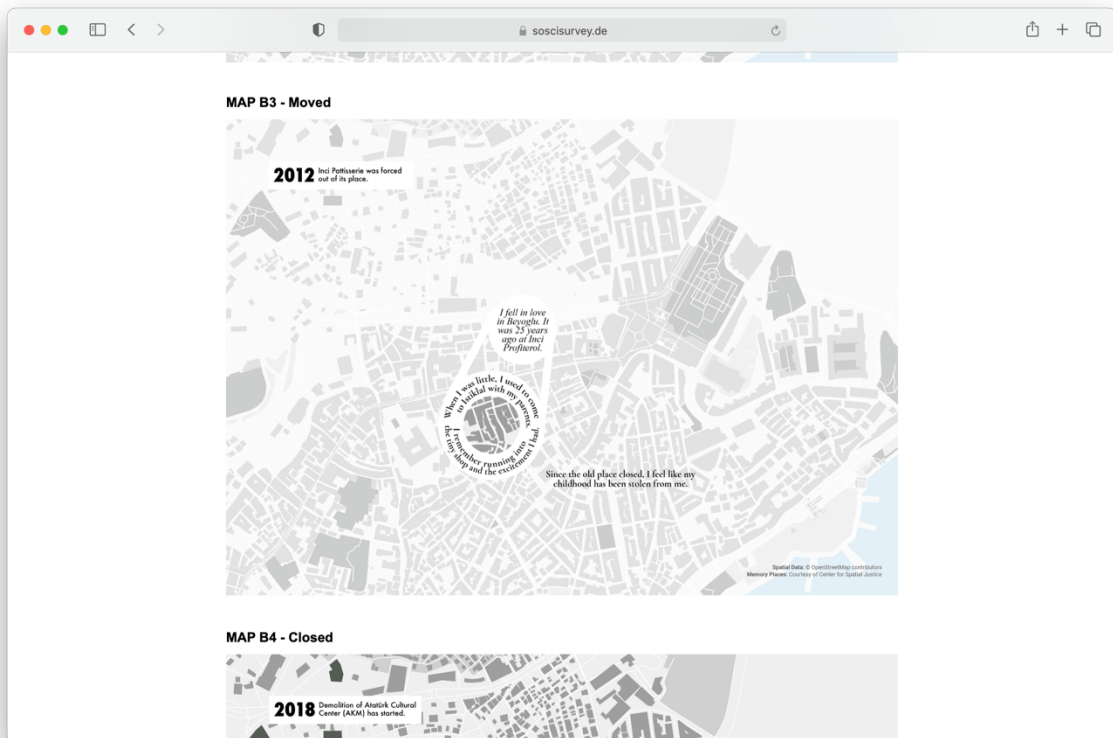 soscisurvey.de
MAP B3 - Moved
2012
Inci Pattisserie was forced
out of its place.
I fell in love
in Beyoglu. It
was 25 years
ago at Inci
Profiterol.
When I was little, I used to come
to Istiklal with my parents.
I remember running into
the tiny shop and the excitement I had.
Since the old place closed, I feel like my
childhood has been stolen from me.
Spatial Data: © OpenStreetMap contributors
Memory Places: Courtesy of Center for Spatial Justice
MAP B4 - Closed
2018
Demolition of Atatürk Cultural
Center (AKM) has started.